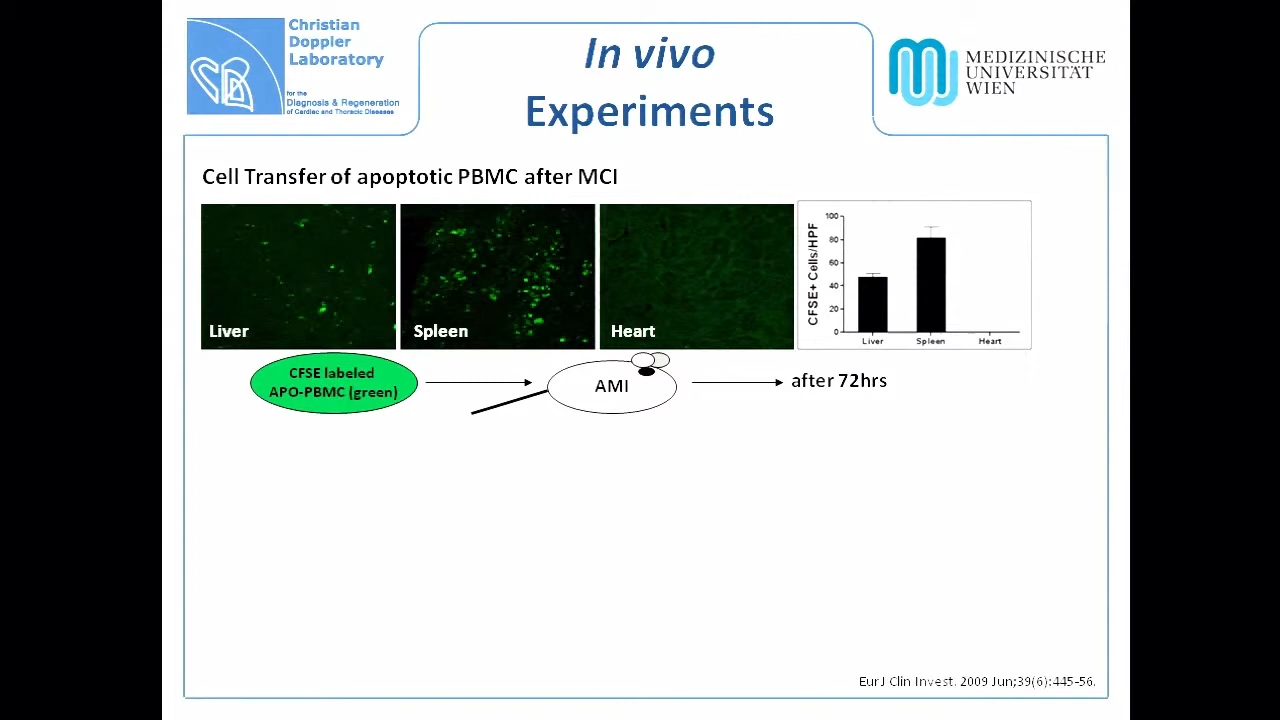 Christian
Doppler
Laboratory
for the
Diagnosis & Regeneration
of Cardiac and Thoracic Diseases
In vivo
Experiments
MEDIZINISCHE
UNIVERSITÄT
WIEN
Cell Transfer of apoptotic PBMC after MCI
Liver
Spleen
Heart
CFSE+ Cells/HPF
100
80
60
40
20
0
Liver Spleen Heart
CFSE labeled
APO-PBMC (green)
AMI
after 72hrs
Eur J Clin Invest. 2009 Jun;39(6):445-56.